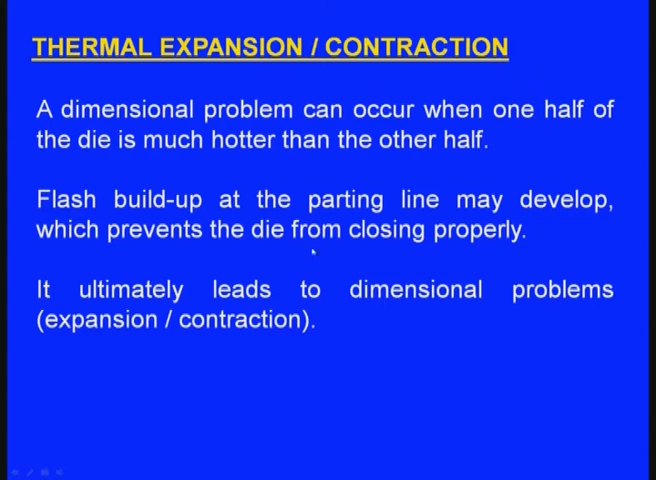 THERMAL EXPANSION / CONTRACTION
A dimensional problem can occur when one half of
the die is much hotter than the other half.
Flash build-up at the parting line may develop,
which prevents the die from closing properly.
It ultimately leads to dimensional problems
(expansion / contraction).